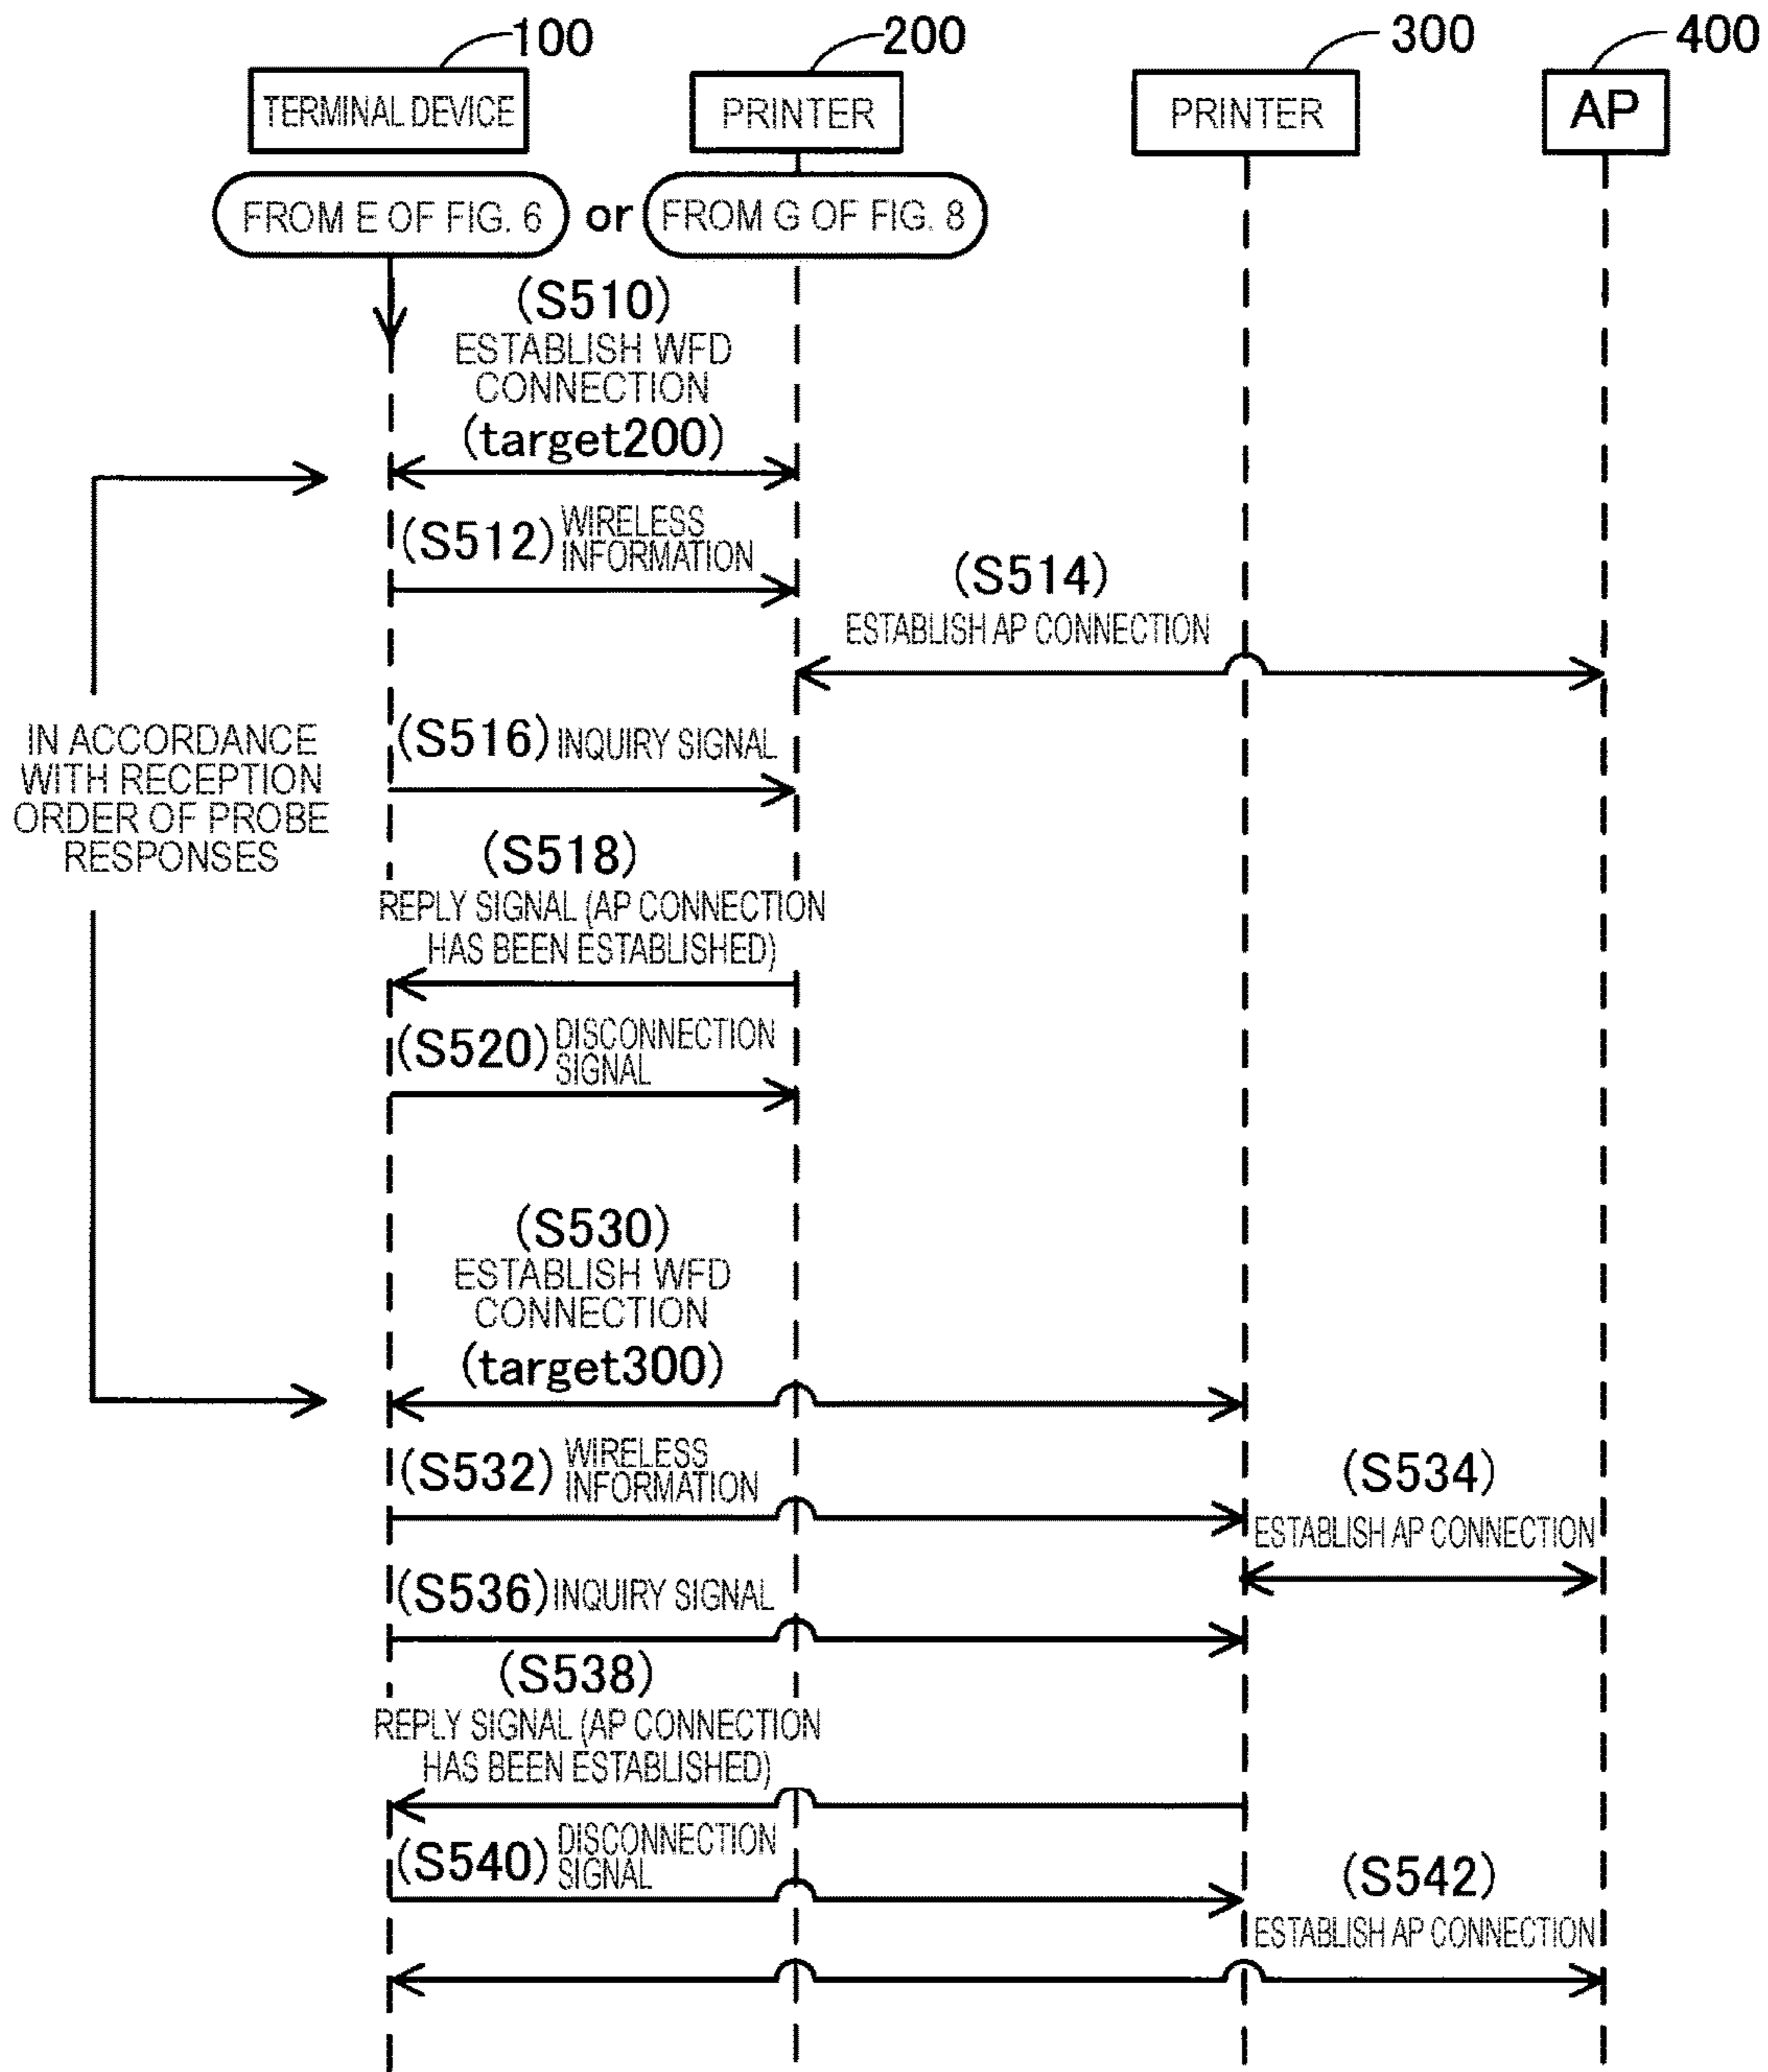 100
200
300
400
TERMINAL DEVICE
PRINTER
PRINTER
AP
FROM E OF FIG. 6
or
FROM G OF FIG. 8
(S510)
ESTABLISH WFD
CONNECTION
(target200)
(S512)
WIRELESS
INFORMATION
(S514)
ESTABLISH AP CONNECTION
(S516) INQUIRY SIGNAL
IN ACCORDANCE
WITH RECEPTION
ORDER OF PROBE
RESPONSES
(S518)
REPLY SIGNAL (AP CONNECTION
HAS BEEN ESTABLISHED)
(S520)
DISCONNECTION
SIGNAL
(S530)
ESTABLISH WFD
CONNECTION
(target300)
(S532)
WIRELESS
INFORMATION
(S534)
ESTABLISH AP CONNECTION
(S536) INQUIRY SIGNAL
(S538)
REPLY SIGNAL (AP CONNECTION
HAS BEEN ESTABLISHED)
(S540)
DISCONNECTION
SIGNAL
(S542)
ESTABLISH AP CONNECTION